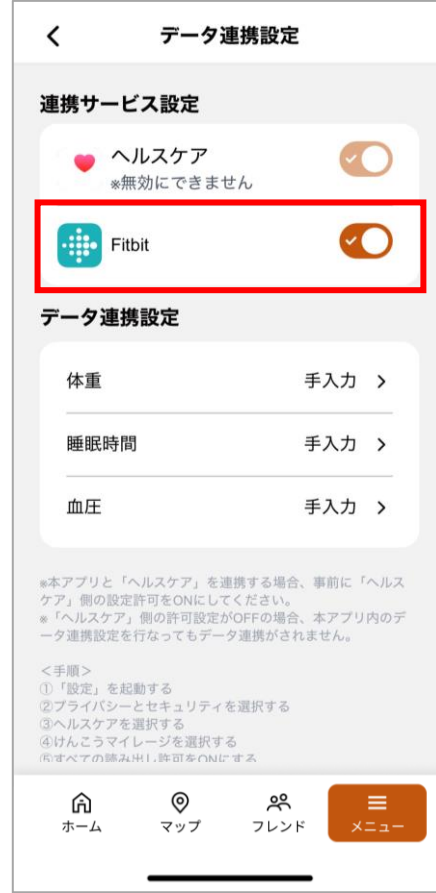 データ連携設定
連携サービス設定
ヘルスケア
※無効にできません
Fitbit
データ連携設定
体重 手入力
睡眠時間 手入力
血圧 手入力
※本アプリと「ヘルスケア」を連携する場合、事前に「ヘルス
ケア」側の設定許可をONにしてください。
※「ヘルスケア」側の許可設定がOFFの場合、本アプリ内のデ
ータ連携設定を行なってもデータ連携がされません。
＜手順＞
①「設定」を起動する
②プライバシーとセキュリティを選択する
③ヘルスケアを選択する
④けんこうマイレージを選択する
⑤すべての読み出し許可をONにする
ホーム マップ フレンド メニュー